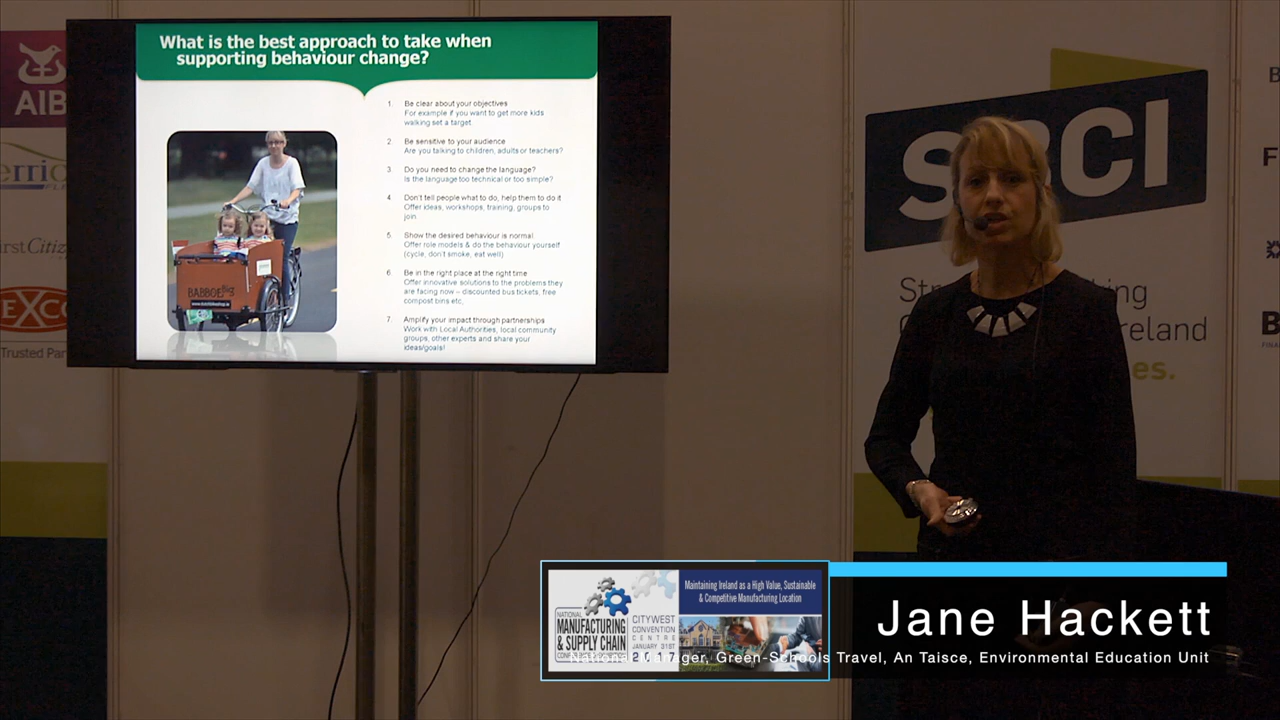 What is the best approach to take when
supporting behaviour change?
1. Be clear about your objectives
For example if you want to get more kids
walking set a target.
2. Be sensitive to your audience
Are you talking to children, adults or teachers?
3. Do you need to change the language?
Is the language too technical or too simple?
4. Don't tell people what to do, help them to do it
Offer ideas, workshops, training, groups to
join.
5. Show the desired behaviour is normal
Offer role models & do the behaviour yourself
(cycle, don't smoke, eat well)
6. Be in the right place at the right time
Offer innovative solutions to the problems they
are facing now – discounted bus tickets, free
compost bins etc.
7. Amplify your impact through partnerships
Work with Local Authorities, local community
groups, other experts and share your
ideas/goals!
BABBOE Big
AIB
Trusted
SBCI
Ireland
NATIONAL
MANUFACTURING
& SUPPLY CHAIN
CITYWEST
CONVENTION
CENTRE
JANUARY 31ST
2017
Maintaining Ireland as a High Value, Sustainable
& Competitive Manufacturing Location
Jane Hackett
Green-Schools Travel, An Taisce, Environmental Education Unit